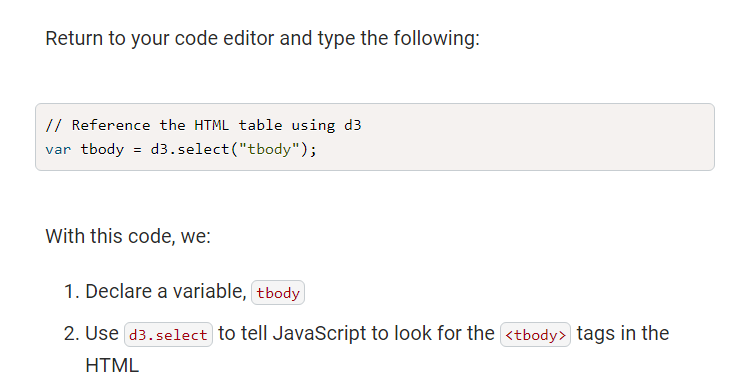 Return to your code editor and type the following:
// Reference the HTML table using d3
var tbody = d3.select("tbody");
With this code, we:
1. Declare a variable, tbody
2. Use d3.select to tell JavaScript to look for the <tbody> tags in the
HTML